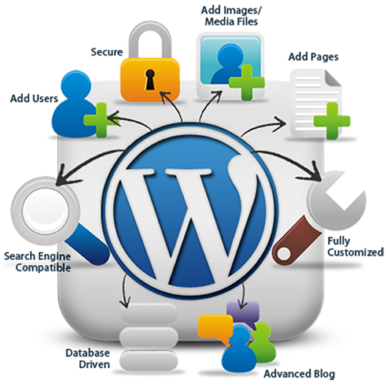 Add Images/
Media Files
Secure
Add Pages
Add Users
W
Search Engine
Compatible
Fully
Customized
Database
Driven
Advanced Blog